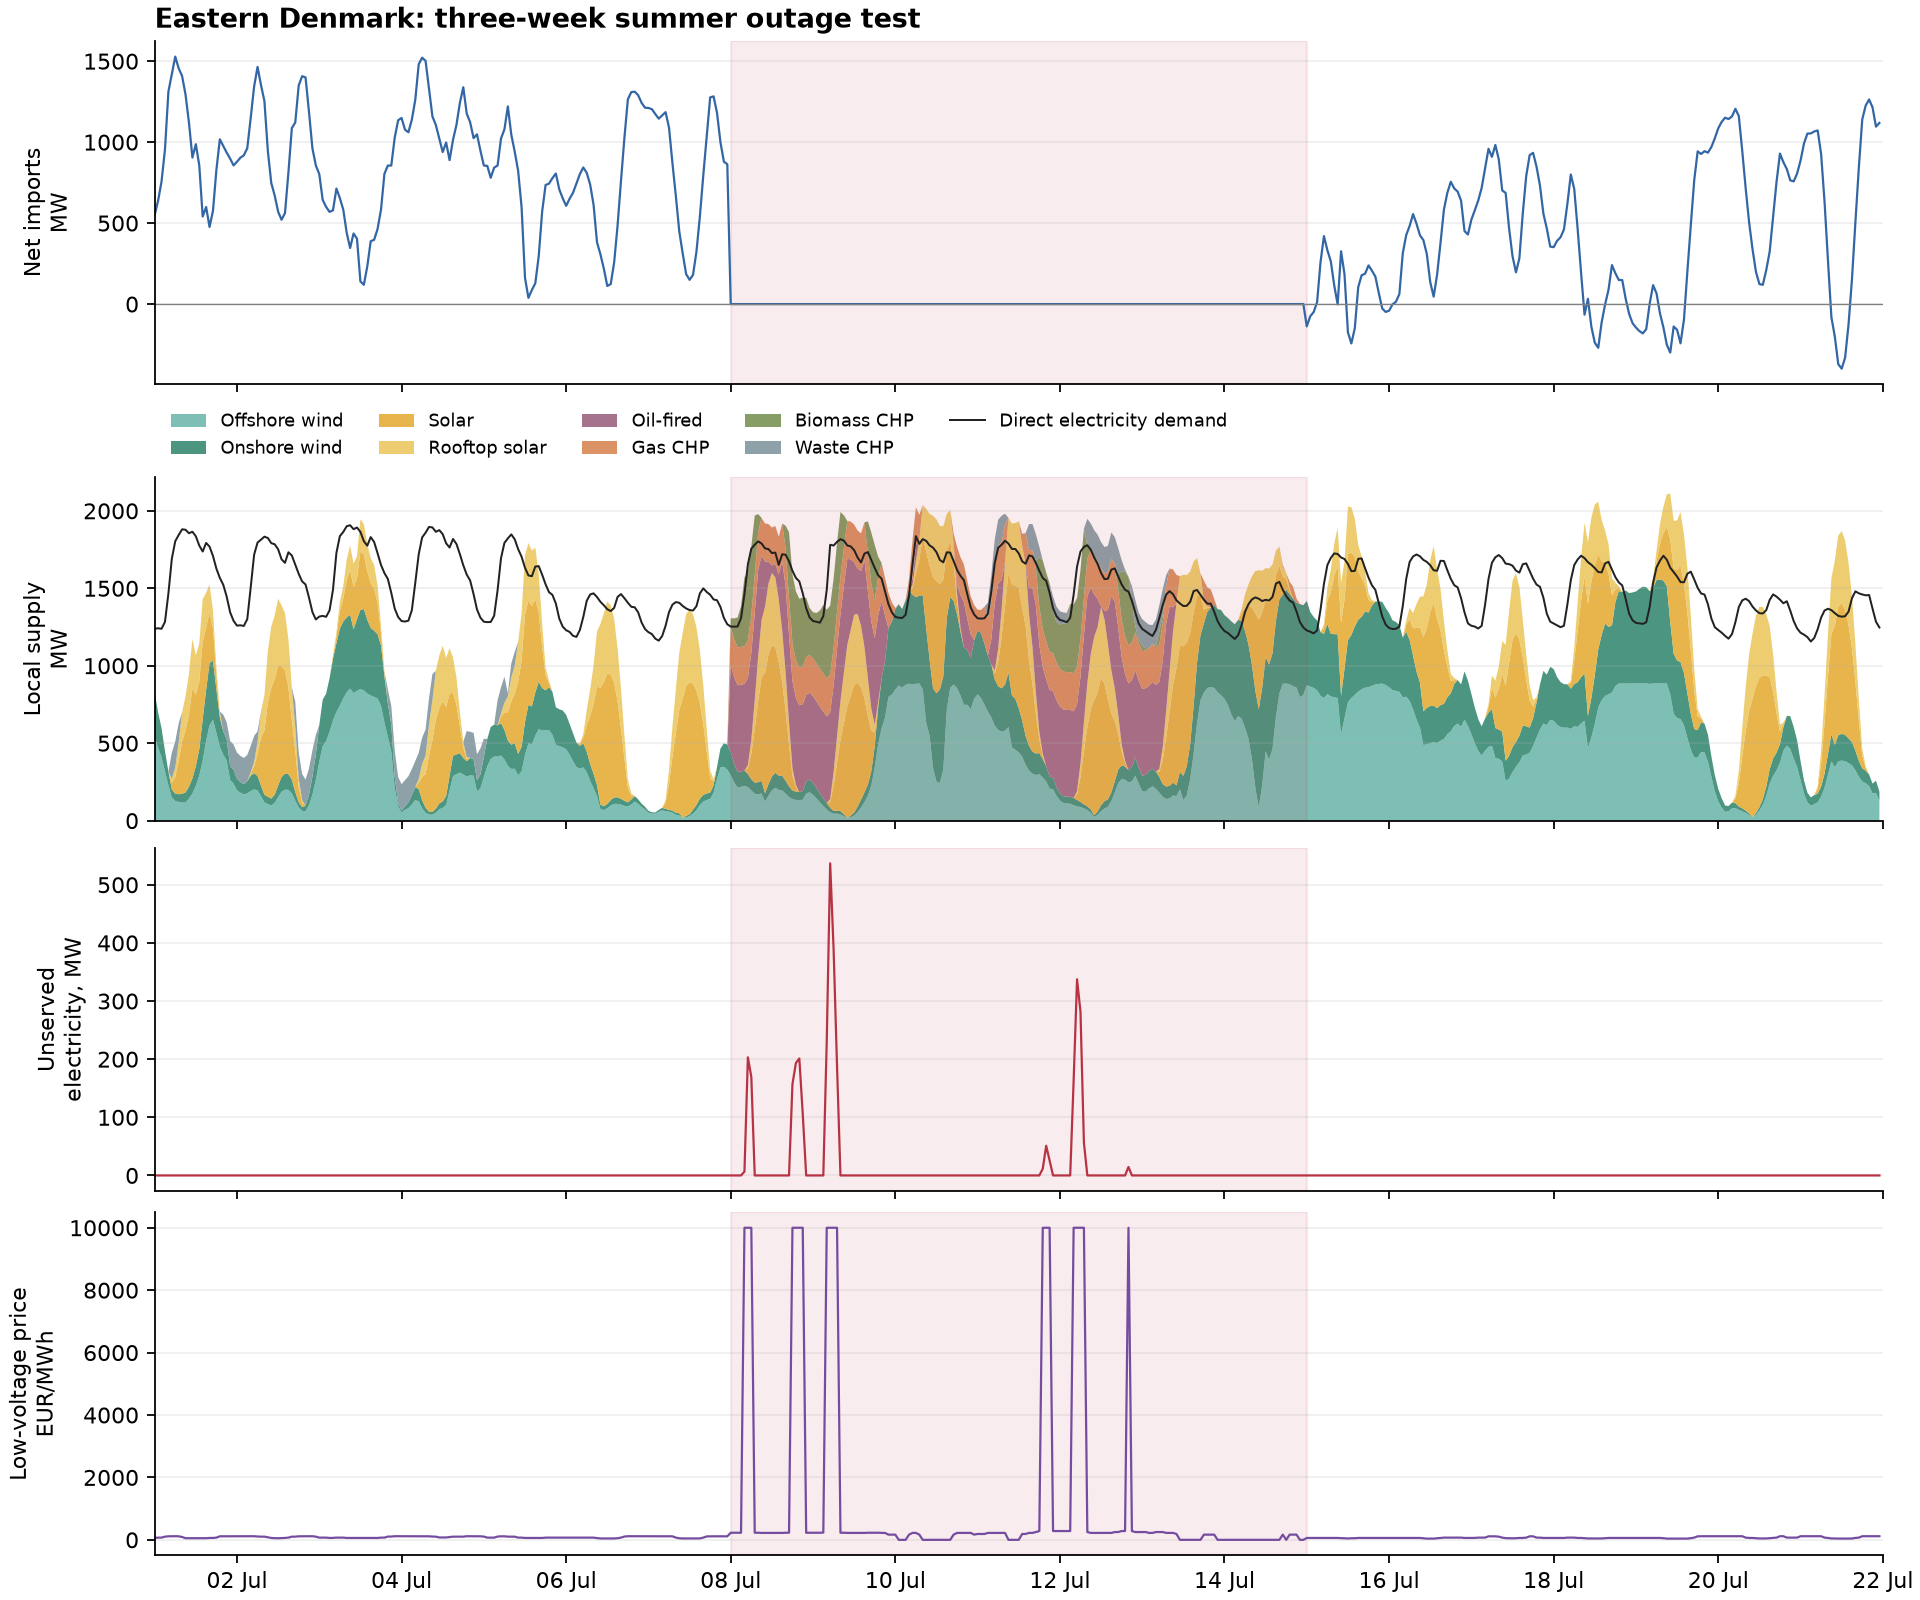 Eastern Denmark: three-week summer outage test
Net imports
MW
1500
1000
500
0
Offshore wind
Onshore wind
Solar
Rooftop solar
Oil-fired
Gas CHP
Biomass CHP
Waste CHP
Direct electricity demand
Local supply
MW
2000
1500
1000
500
0
Unserved
electricity, MW
500
400
300
200
100
0
Low-voltage price
EUR/MWh
10000
8000
6000
4000
2000
0
02 Jul
04 Jul
06 Jul
08 Jul
10 Jul
12 Jul
14 Jul
16 Jul
18 Jul
20 Jul
22 Jul